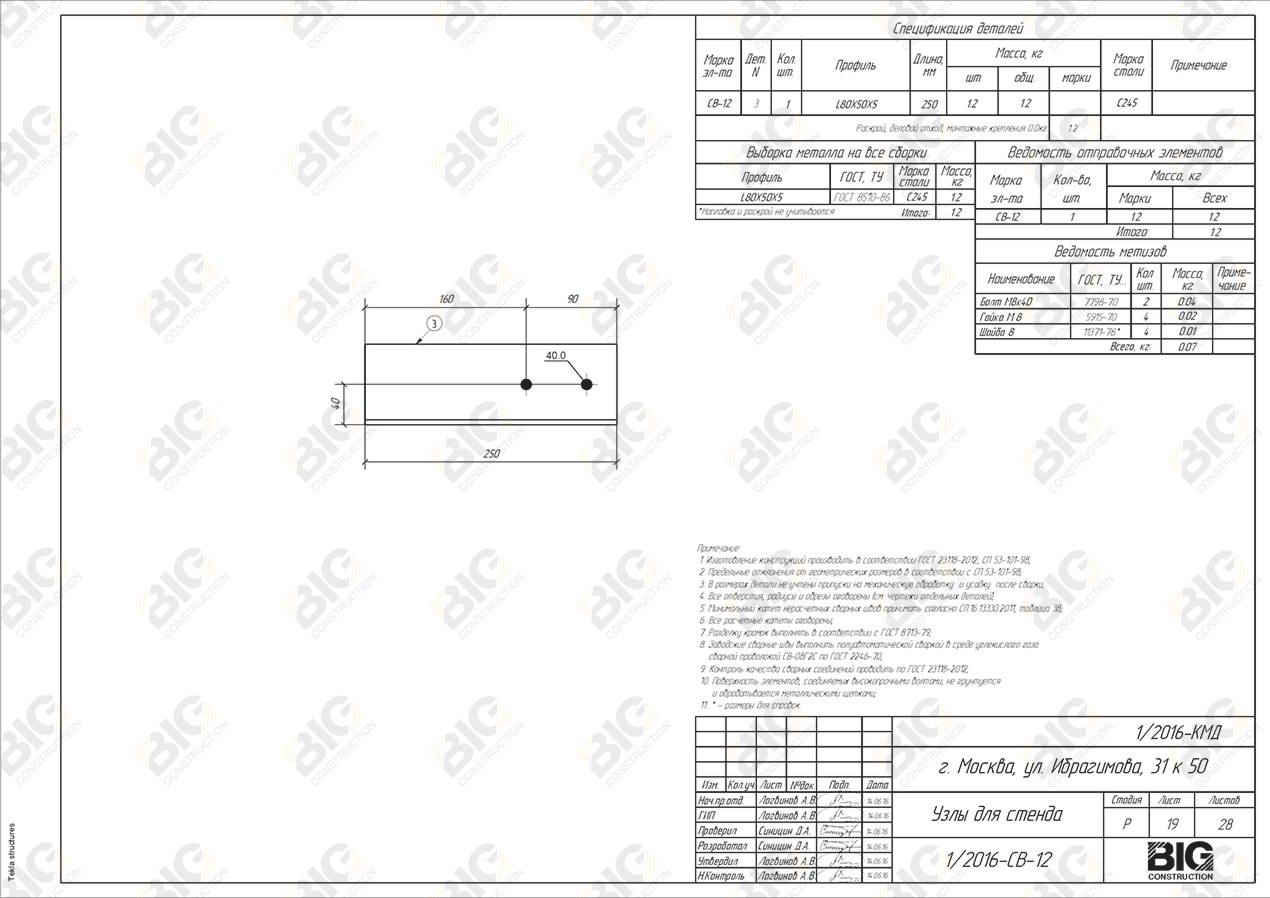 Спецификация деталей
Марка эл-та Дет. N Кол. шт. Профиль Длина, мм Масса, кг Марка стали Примечание
шт. общ. марки
СВ-12 3 1 L80X50X5 250 1.2 1.2 С245
Раскрой, деловой отход, монтажные крепления 0.0кг 1.2
Выборка металла на все сборки
Профиль ГОСТ, ТУ Марка стали Масса, кг
L80X50X5 ГОСТ 8510-86 С245 1.2
*Наплавка и раскрой не учитываются Итого: 1.2
Ведомость отправочных элементов
Марка эл-та Кол-во, шт. Масса, кг
Марки Всех
СВ-12 1 1.2 1.2
Итого: 1.2
Ведомость метизов
Наименование ГОСТ, ТУ... Кол шт. Масса, кг. Приме-чание
Болт М8x40 7798-70 2 0.04
Гайка М 8 5915-70 4 0.02
Шайба 8 11371-78* 4 0.01
Всего, кг: 0.07
160 90
3
40.0
40
250
Примечание
1. Изготовление конструкций производить в соответствии ГОСТ 23118-2012, СП 53-101-98;
2. Предельные отклонения от геометрических размеров в соответствии с СП 53-101-98;
3. В размерах детали не учтены припуски на механическую обработку и усадку после сварки;
4. Все отверстия, радиусы и обрезы оговорены (см. чертежи отдельных деталей);
5. Минимальный катет нерасчетных сварных швов принимать согласно СП 16.13330.2011, таблица 38;
6. Все расчетные катеты оговорены;
7. Разделку кромок выполнять в соответствии с ГОСТ 8713-79;
8. Заводские сварные швы выполнить полуавтоматической сваркой в среде углекислого газа
сварной проволокой СВ-08Г2С по ГОСТ 2246-70;
9. Контроль качества сварных соединений проводить по ГОСТ 23118-2012;
10. Поверхность элементов, соединяемых высокопрочными болтами, не грунтуется
и обрабатывается металлическими щетками;
11. * - размеры для справок
1/2016-КМД
г. Москва, ул. Ибрагимова, 31 к 50
Изм. Кол.уч Лист №док. Подп. Дата
Нач.пр.отд. Логвинов А.В 14.06.16
ГИП Логвинов А.В 14.06.16
Проверил Синицин Д.А. 14.06.16
Разработал Синицин Д.А. 14.06.16
Утвердил Логвинов А.В 14.06.16
Н.Контроль Логвинов А.В 14.06.16
Узлы для стенда
Стадия Лист Листов
Р 19 28
1/2016-СВ-12
BIG
CONSTRUCTION
Tekla structures